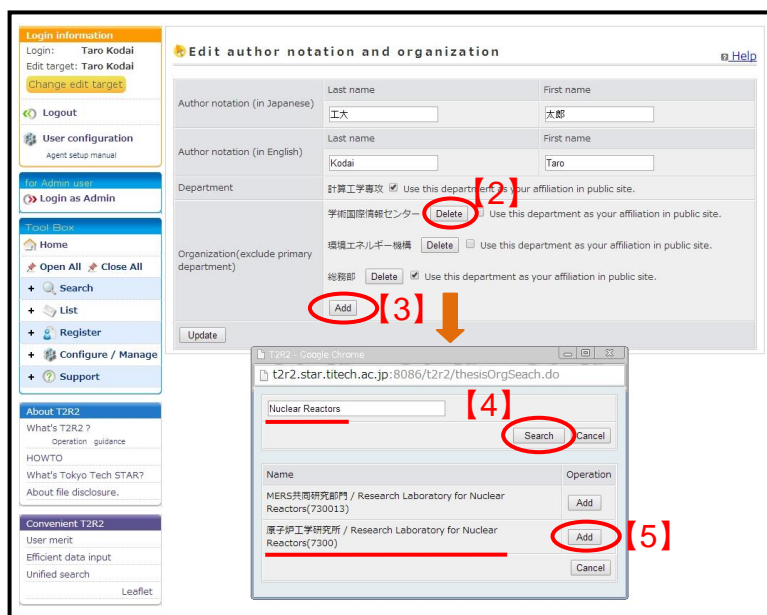 Login information
Login: Taro Kodai
Edit target: Taro Kodai
Change edit target
Logout
User configuration
Agent setup manual
for Admin user
Login as Admin
Tool Box
Home
Open All Close All
+ Search
+ List
+ Register
+ Configure / Manage
+ Support
About T2R2
What's T2R2 ?
Operation guidance
HOWTO
What's Tokyo Tech STAR?
About file disclosure.
Convenient T2R2
User merit
Efficient data input
Unified search
Leaflet
Edit author notation and organization
Help
Author notation (in Japanese)
Last name First name
工大 太郎
Author notation (in English)
Last name First name
Kodai Taro
Department 計算工学専攻 Use this department as your affiliation in public site.
【2】
Organization(exclude primary
department)
学術国際情報センター Delete Use this department as your affiliation in public site.
環境エネルギー機構 Delete Use this department as your affiliation in public site.
総務部 Delete Use this department as your affiliation in public site.
Add 【3】
Update
T2R2 - Google Chrome
t2r2.star.titech.ac.jp:8086/t2r2/thesisOrgSeach.do
Nuclear Reactors 【4】
Search Cancel
Name Operation
MERS共同研究部門 / Research Laboratory for Nuclear
Reactors(730013) Add
原子炉工学研究所 / Research Laboratory for Nuclear
Reactors(7300) Add 【5】
Cancel